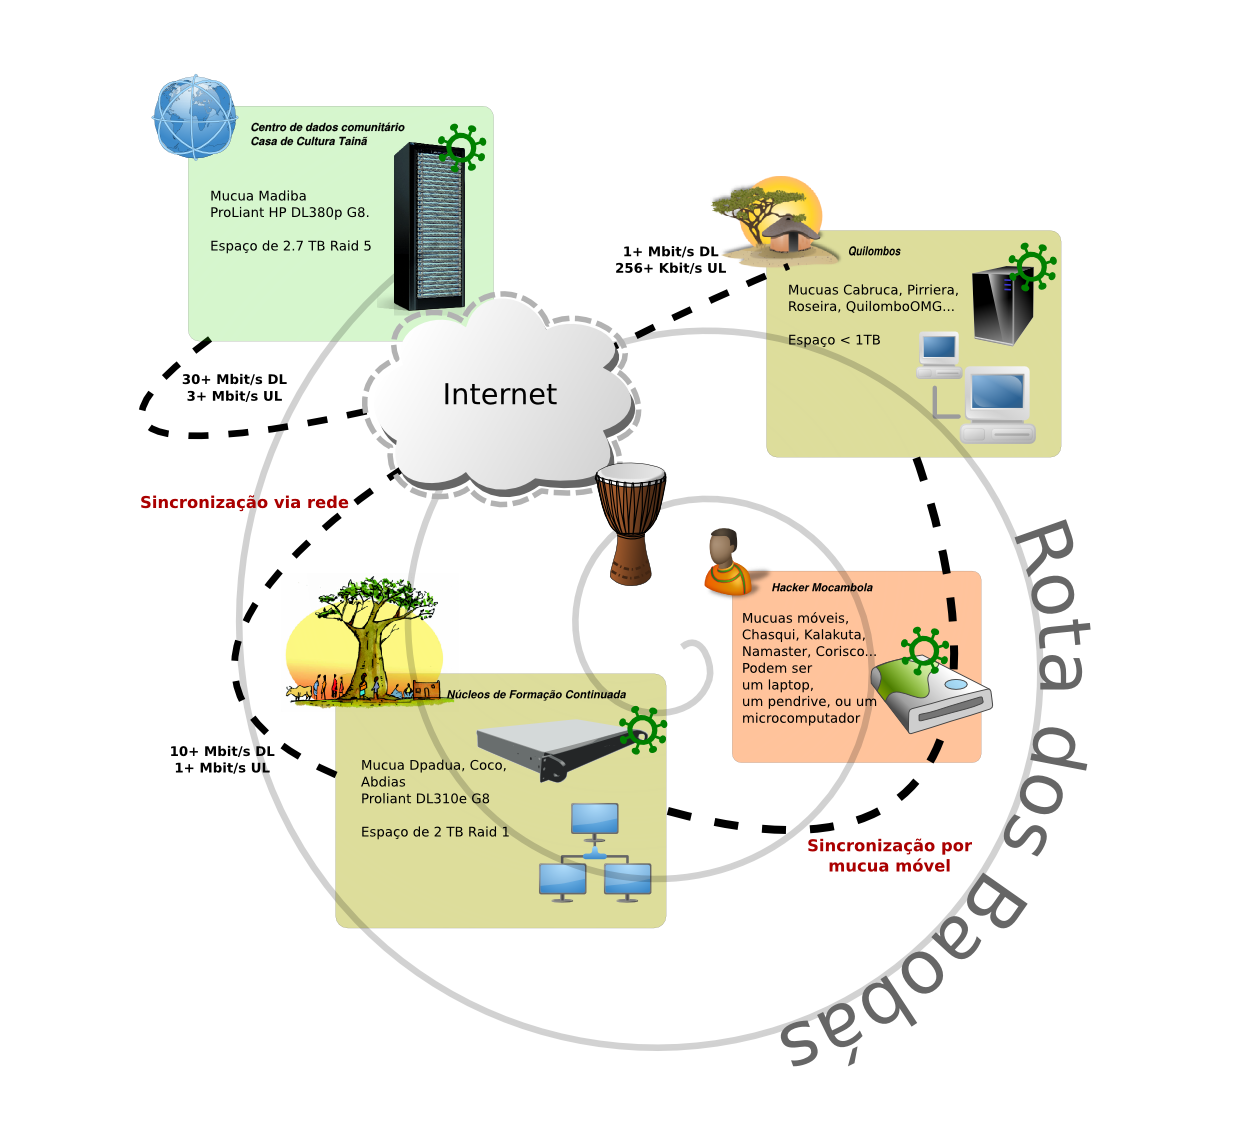 Centro de dados comunitário
Casa de Cultura Tainã
Mucua Madiba
ProLiant HP DL380p G8.
Espaço de 2.7 TB Raid 5
30+ Mbit/s DL
3+ Mbit/s UL
Internet
1+ Mbit/s DL
256+ Kbit/s UL
Quilombos
Mucuas Cabruca, Pirriera,
Roseira, QuilomboOMG...
Espaço < 1TB
Sincronização via rede
Hacker Mocambola
Mucuas móveis,
Chasqui, Kalakuta,
Namaster, Corisco...
Podem ser
um laptop,
um pendrive, ou um
microcomputador
Núcleos de Formação Continuada
Mucua Dpadua, Coco,
Abdias
Proliant DL310e G8
Espaço de 2 TB Raid 1
10+ Mbit/s DL
1+ Mbit/s UL
Sincronização por
mucua móvel
Rota dos Baobás